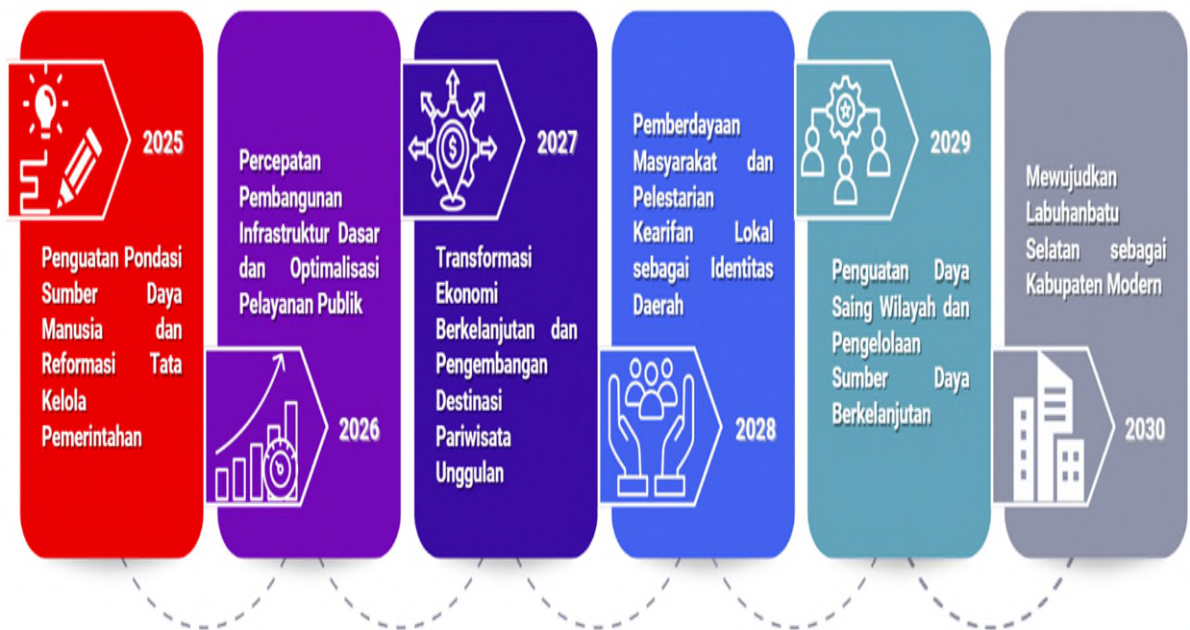 2025
Penguatan Pondasi
Sumber Daya
Manusia dan
Reformasi Tata
Kelola
Pemerintahan
Percepatan
Pembangunan
Infrastruktur Dasar
dan Optimalisasi
Pelayanan Publik
2026
2027
Transformasi
Ekonomi
Berkelanjutan dan
Pengembangan
Destinasi
Pariwisata
Unggulan
Pemberdayaan
Masyarakat dan
Pelestarian
Kearifan Lokal
sebagai Identitas
Daerah
2028
2029
Penguatan Daya
Saing Wilayah dan
Pengelolaan
Sumber Daya
Berkelanjutan
Mewujudkan
Labuhanbatu
Selatan sebagai
Kabupaten Modern
2030